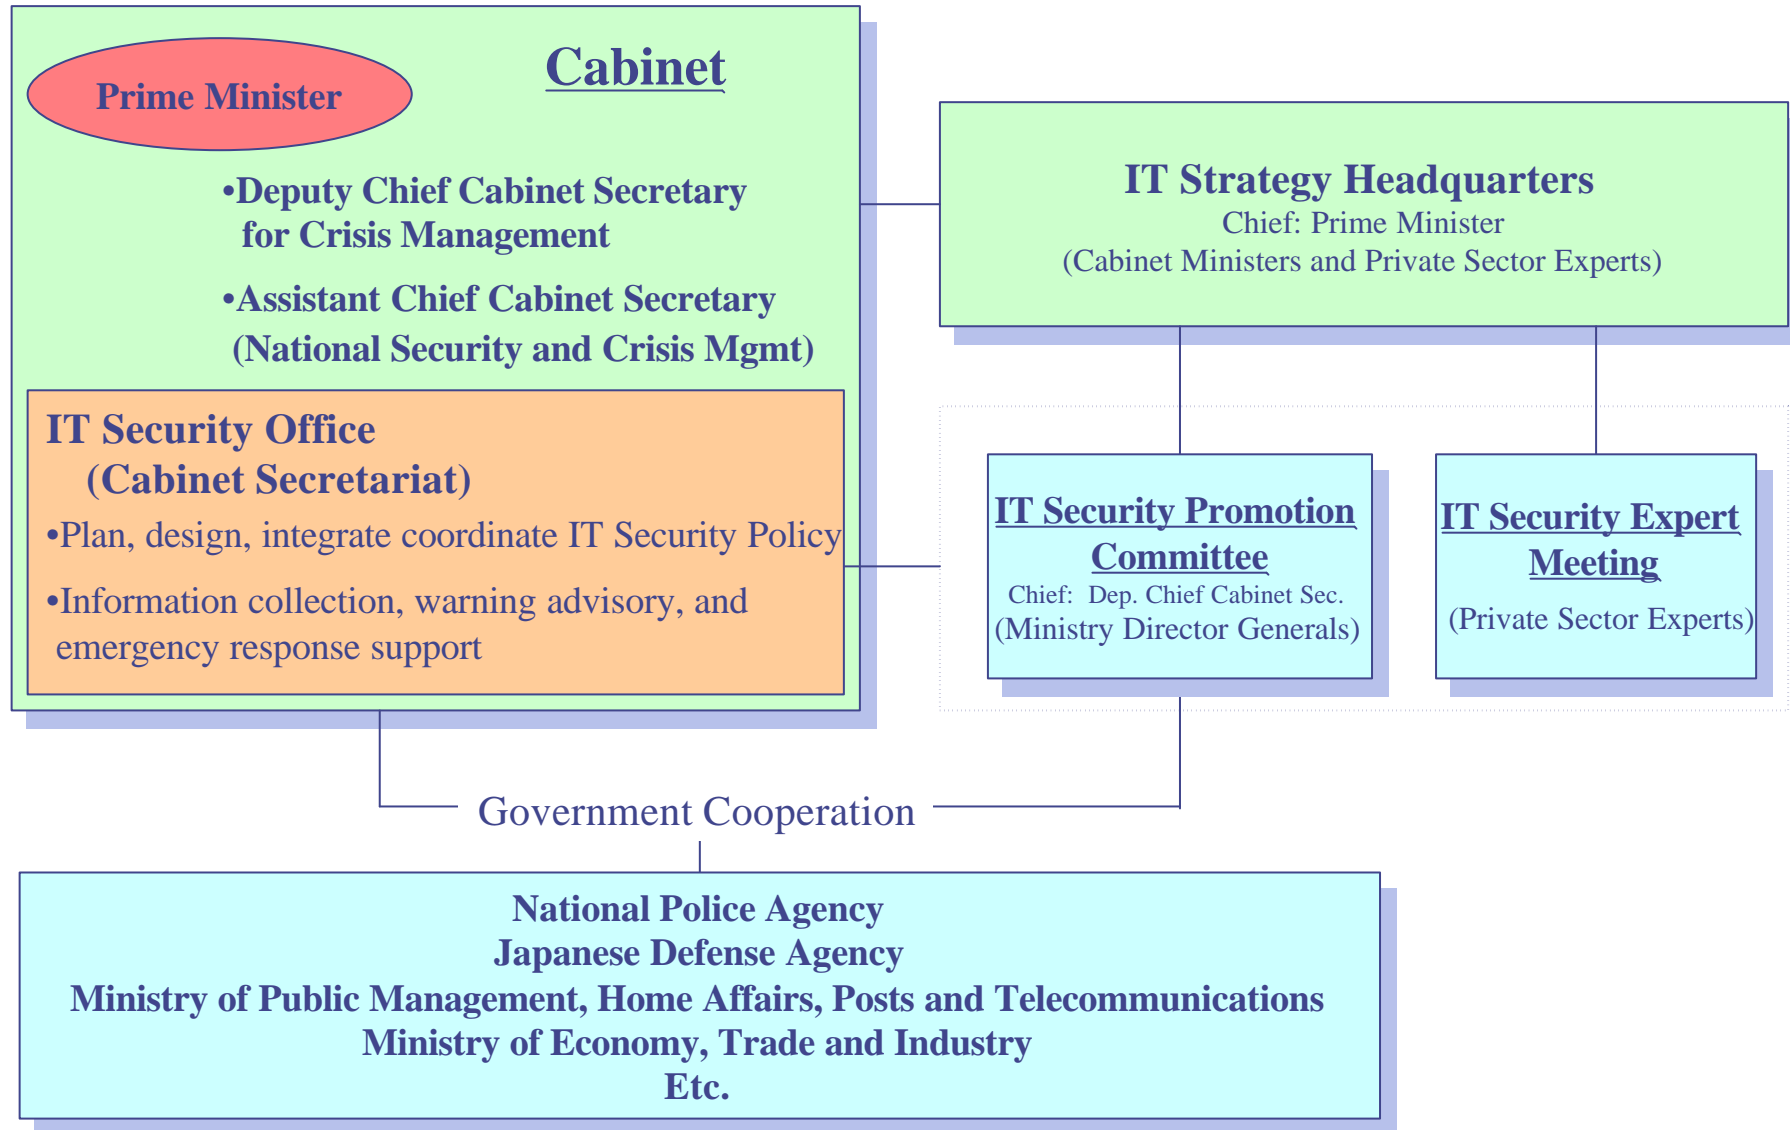 Cabinet
Prime Minister
•Deputy Chief Cabinet Secretary
for Crisis Management
•Assistant Chief Cabinet Secretary
(National Security and Crisis Mgmt)
IT Security Office
(Cabinet Secretariat)
•Plan, design, integrate coordinate IT Security Policy
•Information collection, warning advisory, and
emergency response support
IT Strategy Headquarters
Chief: Prime Minister
(Cabinet Ministers and Private Sector Experts)
IT Security Promotion
Committee
Chief: Dep. Chief Cabinet Sec.
(Ministry Director Generals)
IT Security Expert
Meeting
(Private Sector Experts)
Government Cooperation
National Police Agency
Japanese Defense Agency
Ministry of Public Management, Home Affairs, Posts and Telecommunications
Ministry of Economy, Trade and Industry
Etc.